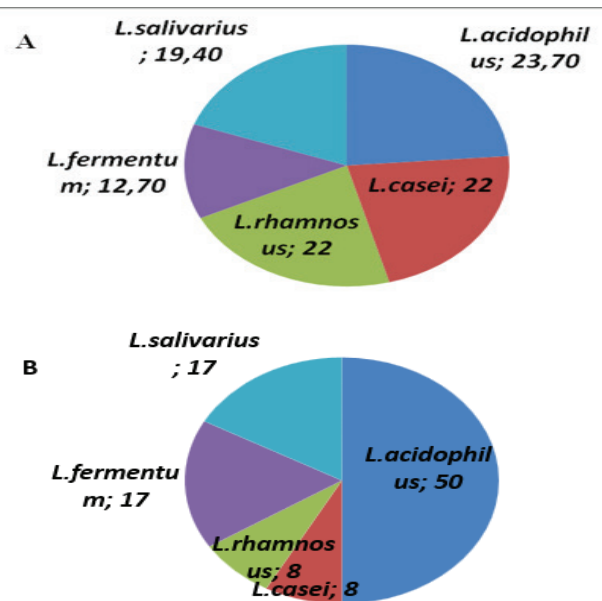 A
L.salivarius
; 19,40
L.acidophil
us; 23,70
L.fermentu
m; 12,70
L.casei; 22
L.rhamnos
us; 22
B
L.salivarius
; 17
L.acidophil
us; 50
L.fermentu
m; 17
L.rhamnos
us; 8
L.casei; 8